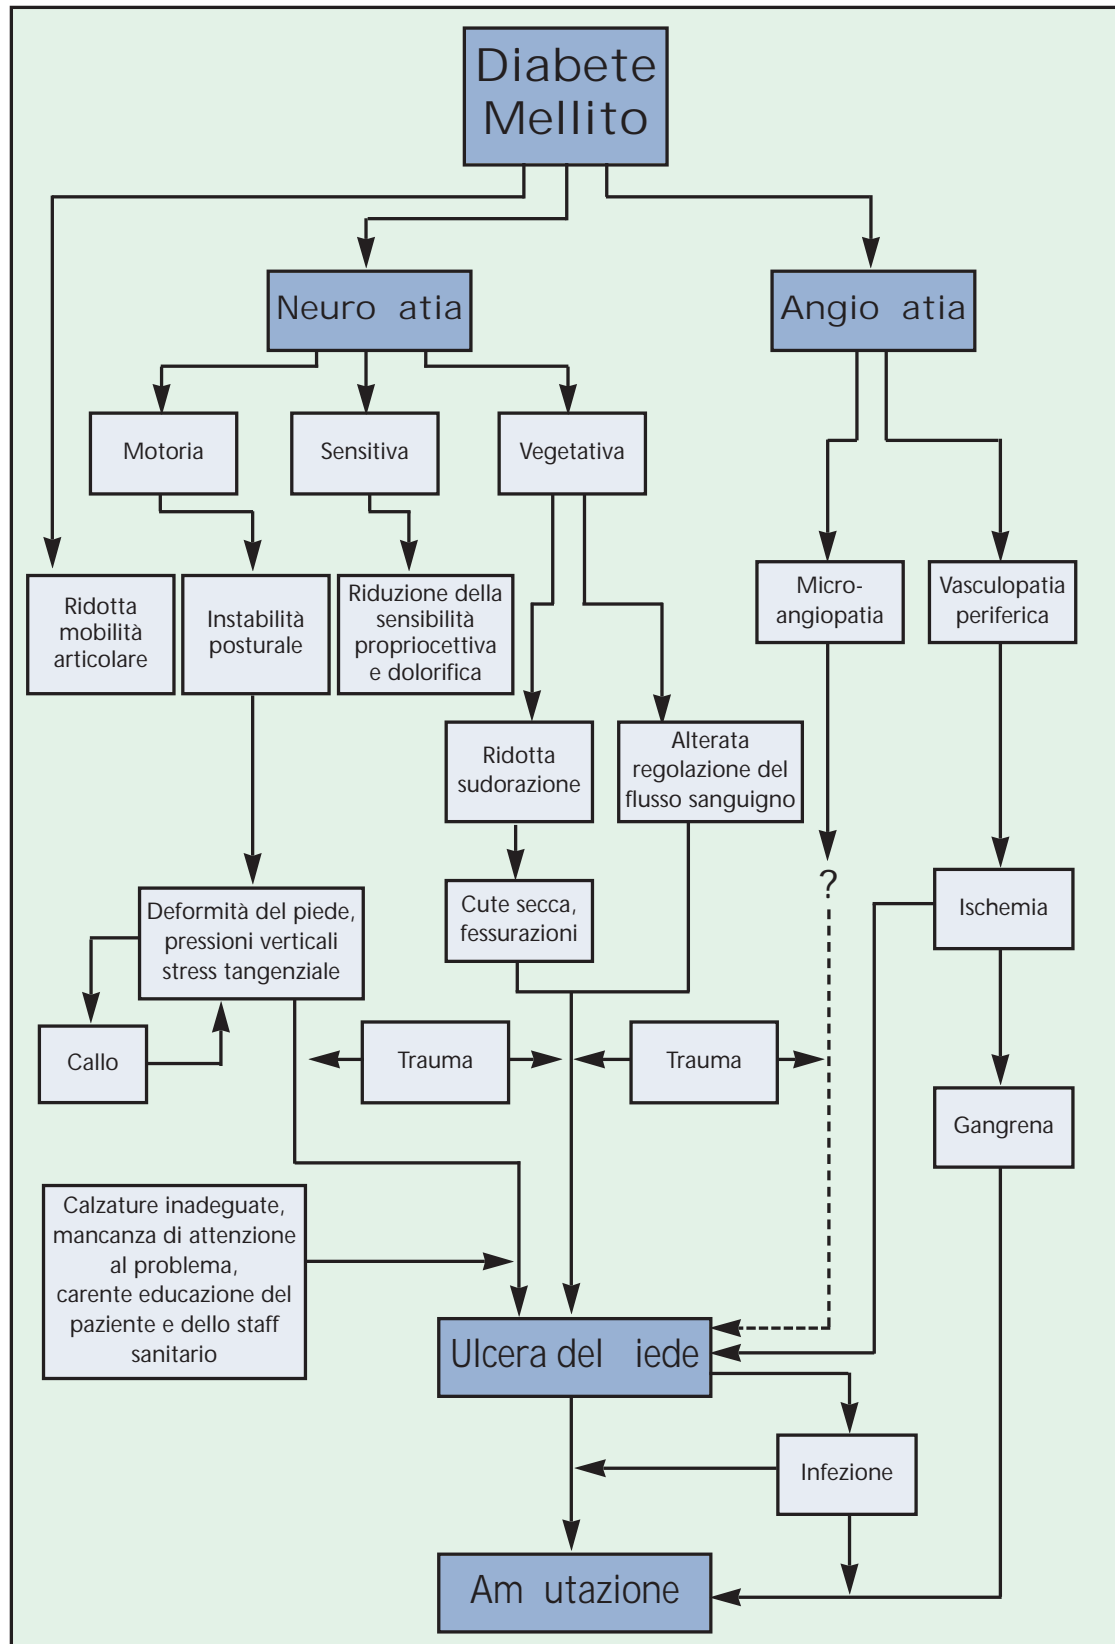 Diabete
Mellito
Neuro atia
Angio atia
Motoria
Sensitiva
Vegetativa
Ridotta
mobilità
articolare
Instabilità
posturale
Riduzione della
sensibilità
propriocettiva
e dolorifica
Micro-
angiopatia
Vasculopatia
periferica
Ridotta
sudorazione
Alterata
regolazione del
flusso sanguigno
?
Deformità del piede,
pressioni verticali
stress tangenziale
Cute secca,
fessurazioni
Ischemia
Callo
Trauma
Trauma
Gangrena
Calzature inadeguate,
mancanza di attenzione
al problema,
carente educazione del
paziente e dello staff
sanitario
Ulcera del iede
Infezione
Am utazione